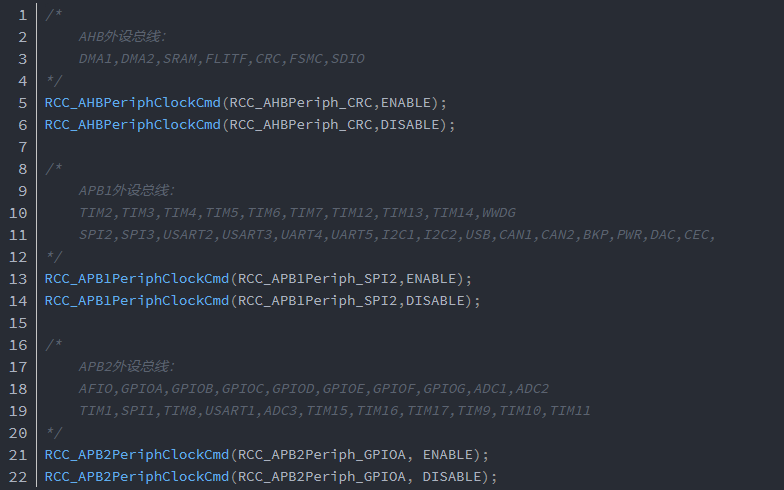 1 /*
2 AHB外设总线：
3 DMA1,DMA2,SRAM,FLITF,CRC,FSMC,SDIO
4 */
5 RCC_AHBPeriphClockCmd(RCC_AHBPeriph_CRC,ENABLE);
6 RCC_AHBPeriphClockCmd(RCC_AHBPeriph_CRC,DISABLE);
7
8 /*
9 APB1外设总线：
10 TIM2,TIM3,TIM4,TIM5,TIM6,TIM7,TIM12,TIM13,TIM14,WWDG
11 SPI2,SPI3,USART2,USART3,UART4,UART5,I2C1,I2C2,USB,CAN1,CAN2,BKP,PWR,DAC,CEC,
12 */
13 RCC_APB1PeriphClockCmd(RCC_APB1Periph_SPI2,ENABLE);
14 RCC_APB1PeriphClockCmd(RCC_APB1Periph_SPI2,DISABLE);
15
16 /*
17 APB2外设总线：
18 AFIO,GPIOA,GPIOB,GPIOC,GPIOD,GPIOE,GPIOF,GPIOG,ADC1,ADC2
19 TIM1,SPI1,TIM8,USART1,ADC3,TIM15,TIM16,TIM17,TIM9,TIM10,TIM11
20 */
21 RCC_APB2PeriphClockCmd(RCC_APB2Periph_GPIOA, ENABLE);
22 RCC_APB2PeriphClockCmd(RCC_APB2Periph_GPIOA, DISABLE);